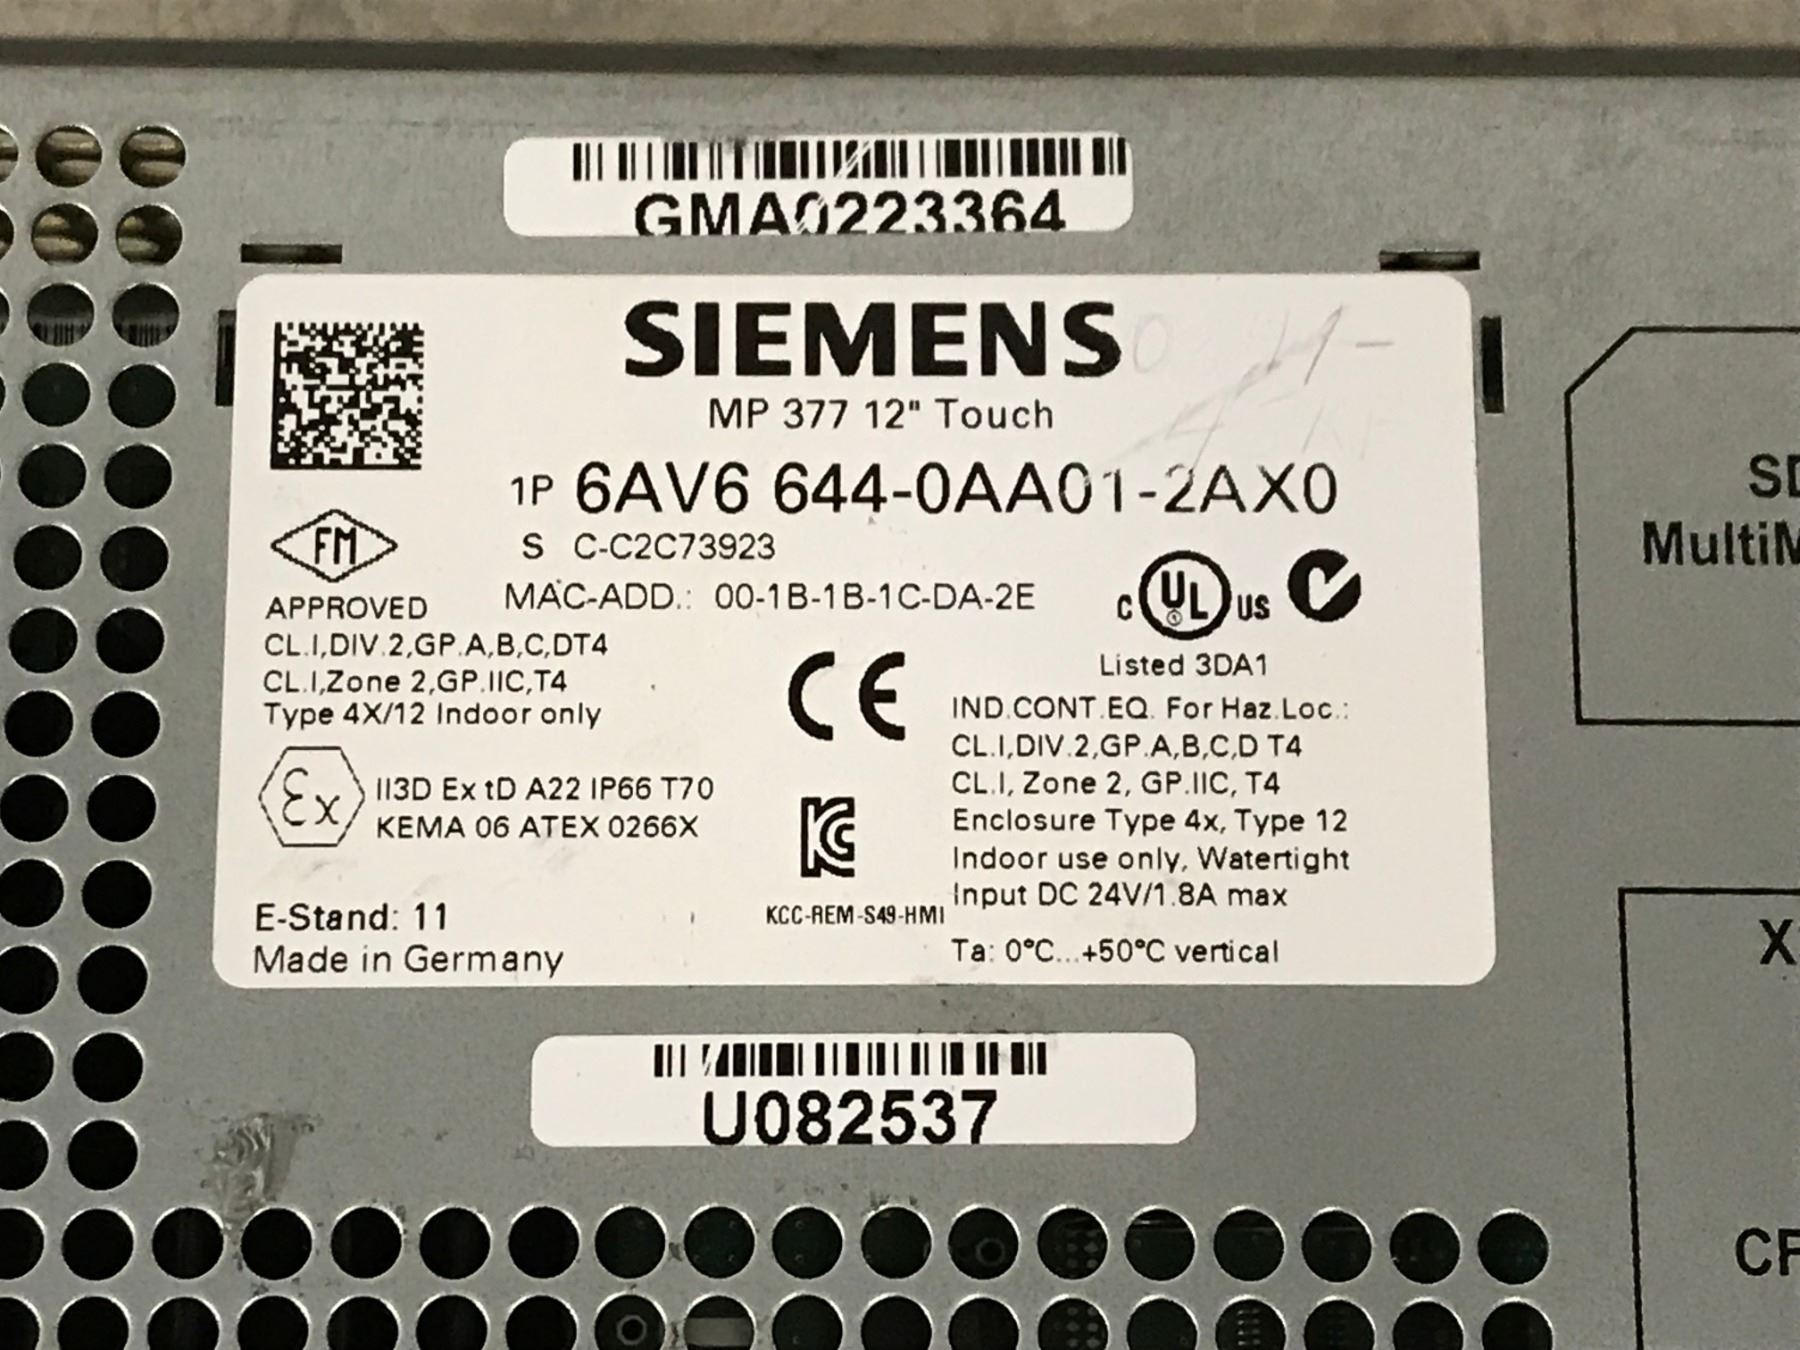 GMA0223364
SIEMENS
MP 377 12" Touch
1P 6AV6 644-0AA01-2AX0
S C-C2C73923
MAC-ADD.: 00-1B-1B-1C-DA-2E
FM
APPROVED
CL.I,DIV.2,GP.A,B,C,DT4
CL.I,Zone 2,GP.IIC,T4
Type 4X/12 Indoor only
Ex
II3D Ex tD A22 IP66 T70
KEMA 06 ATEX 0266X
E-Stand: 11
Made in Germany
CE
KC
KCC-REM-S49-HMI
C UL US
Listed 3DA1
IND.CONT.EQ. For Haz.Loc.:
CL.I,DIV.2,GP.A,B,C,D T4
CL.I, Zone 2, GP.IIC, T4
Enclosure Type 4x, Type 12
Indoor use only, Watertight
Input DC 24V/1.8A max
Ta: 0°C...+50°C vertical
U082537